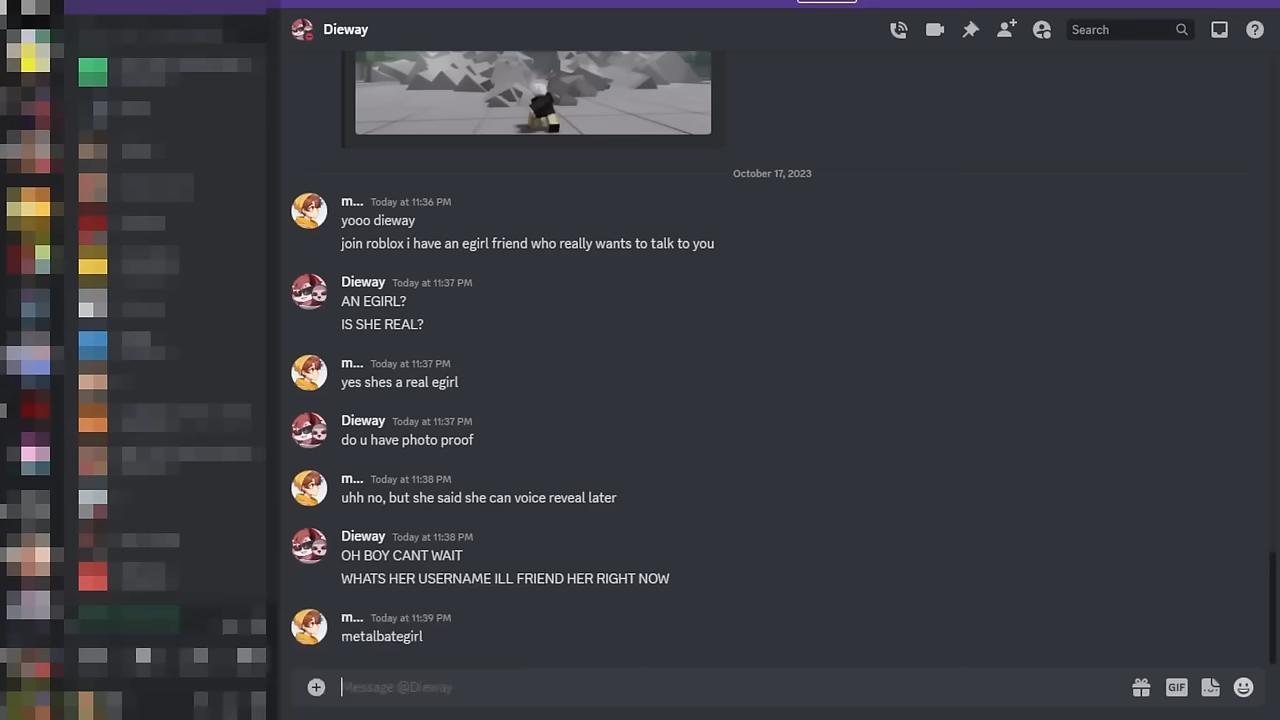 Dieway
Search
October 17, 2023
m... Today at 11:36 PM
yooo dieway
join roblox i have an egirl friend who really wants to talk to you
Dieway Today at 11:37 PM
AN EGIRL?
IS SHE REAL?
m... Today at 11:37 PM
yes shes a real egirl
Dieway Today at 11:37 PM
do u have photo proof
m... Today at 11:38 PM
uhh no, but she said she can voice reveal later
Dieway Today at 11:38 PM
OH BOY CANT WAIT
WHATS HER USERNAME ILL FRIEND HER RIGHT NOW
m... Today at 11:39 PM
metalbategirl
Message @Dieway
GIF